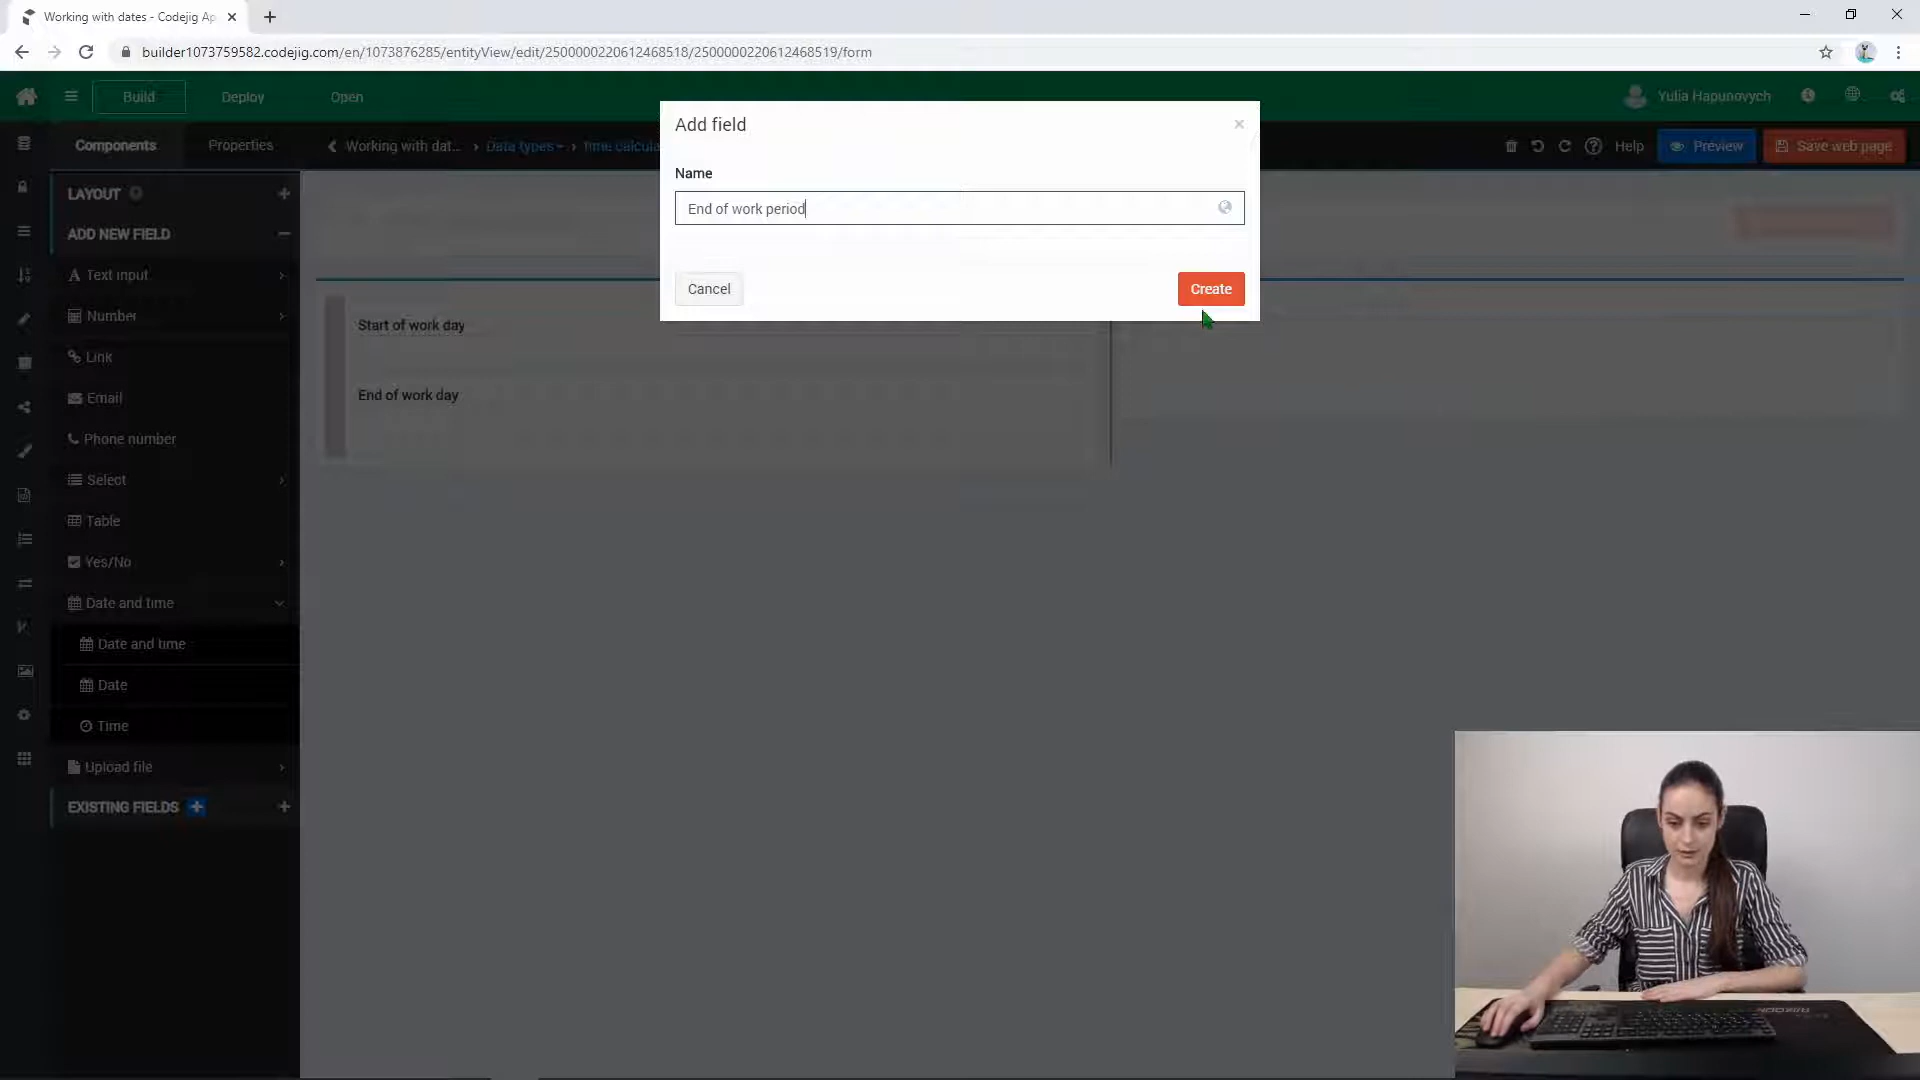 Working with dates - Codejig Ap
builder1073759582.codejig.com/en/1073876285/entityView/edit/2500000220612468518/2500000220612468519/form
Build
Deploy
Open
Yulia Hapunovych
Components
Properties
Working with dat...
Data types
Time calcula
Help
Preview
Save web page
Add field
Name
End of work period
Cancel
Create
LAYOUT
ADD NEW FIELD
Text input
Number
Link
Email
Phone number
Select
Table
Yes/No
Date and time
Date and time
Date
Time
Upload file
EXISTING FIELDS
Start of work day
End of work day